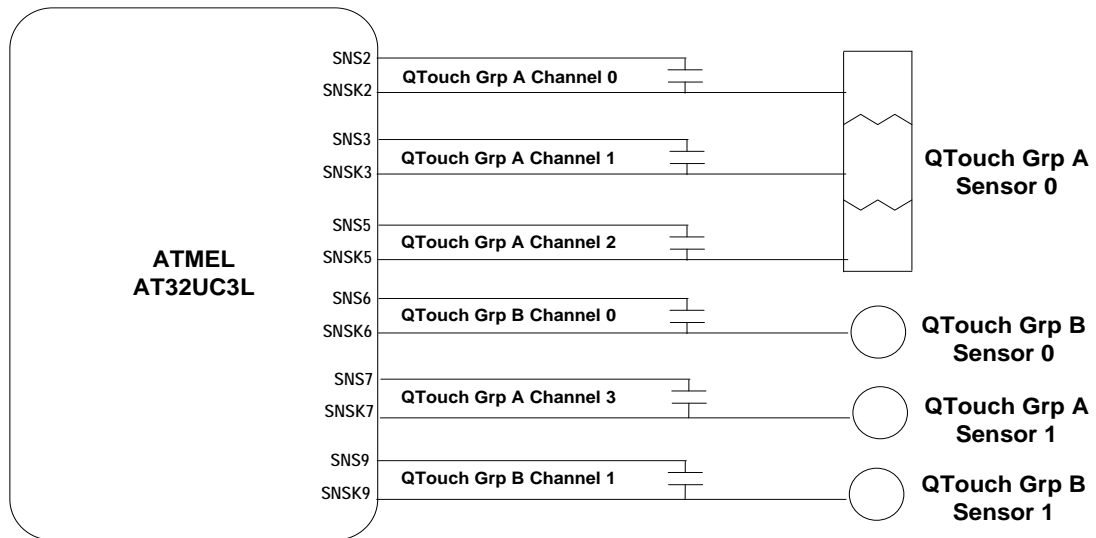 SNS2
QTouch Grp A Channel 0
SNSK2
SNS3
QTouch Grp A Channel 1
SNSK3
QTouch Grp A
Sensor 0
SNS5
QTouch Grp A Channel 2
SNSK5
ATMEL
AT32UC3L
SNS6
QTouch Grp B Channel 0
SNSK6
QTouch Grp B
Sensor 0
SNS7
QTouch Grp A Channel 3
SNSK7
QTouch Grp A
Sensor 1
SNS9
QTouch Grp B Channel 1
SNSK9
QTouch Grp B
Sensor 1